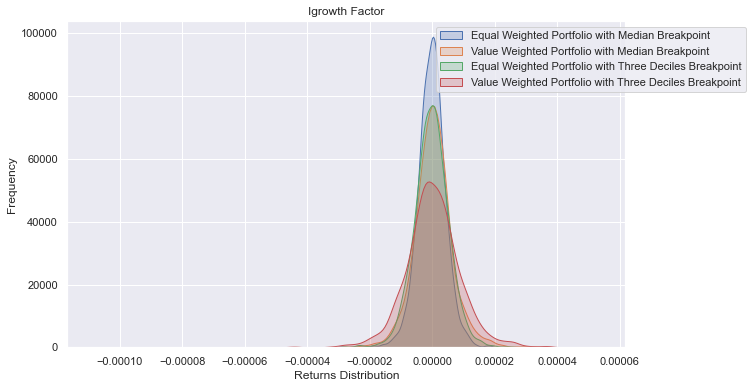 Igrowth Factor
Equal Weighted Portfolio with Median Breakpoint
Value Weighted Portfolio with Median Breakpoint
Equal Weighted Portfolio with Three Deciles Breakpoint
Value Weighted Portfolio with Three Deciles Breakpoint
100000
80000
60000
40000
20000
0
Frequency
−0.00010 −0.00008 −0.00006 −0.00004 −0.00002 0.00000 0.00002 0.00004 0.00006
Returns Distribution